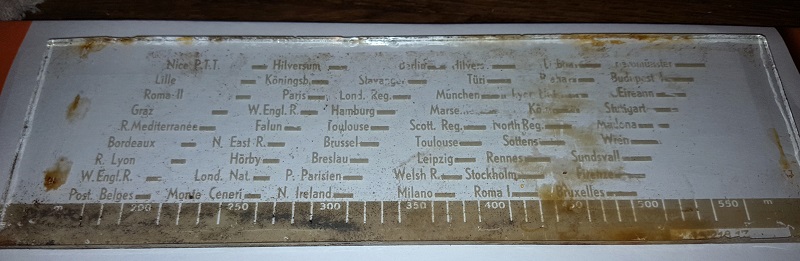 Nice P.T.T. Hilversum Berlin
Lille Königsb. Stavanger Türi Budapest
Roma II Paris Lond. Reg. München Eireann
Graz W.Engl.R. Hamburg Stuttgart
R.Mediterranée Falun Toulouse Scott. Reg. North Reg.
Bordeaux N. East R. Brüssel Toulouse Sottens Wien
R. Lyon Hörby Breslau Leipzig Rennes Sundsvall
W.Engl.R. Lond. Nat. P. Parisien Welsh R. Stockholm
Post. Belges Monte Ceneri N. Ireland Milano Roma I Bruxelles
200 250 300 350 400 500 550 m